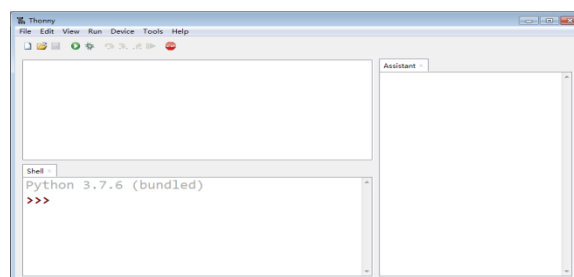 Thonny
File Edit View Run Device Tools Help
Assistant
Shell
Python 3.7.6 (bundled)
>>>